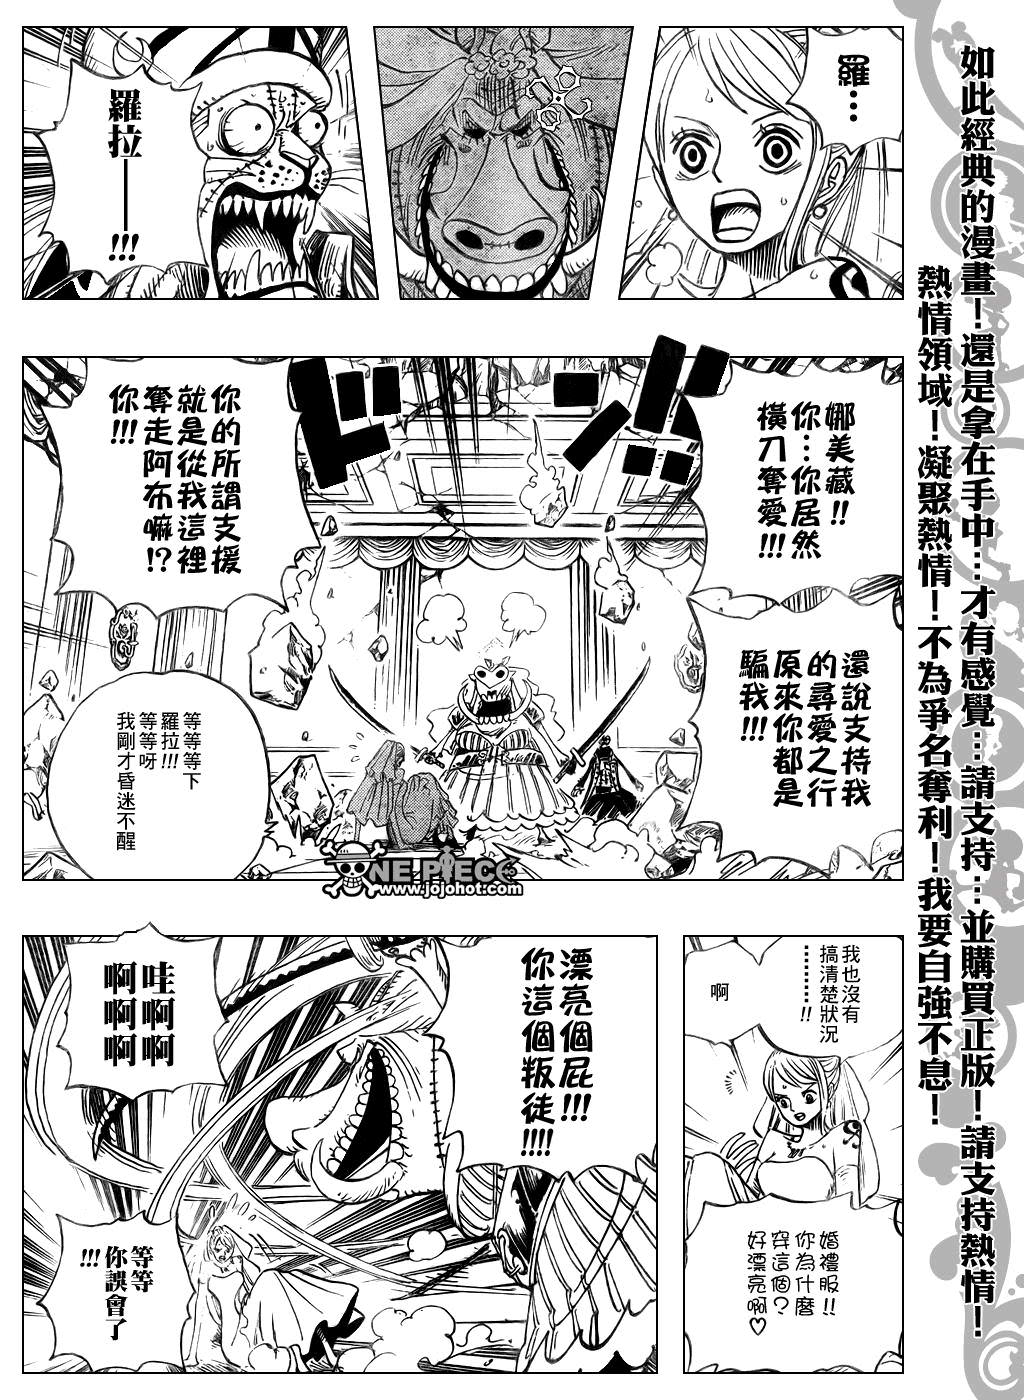 羅…
羅拉——!!!
娜美藏!!
你…你居然
橫刀奪愛!!!
還說支持我
的尋愛之行
原來你都是
騙我!!!
你的所謂支援
就是從我這裡
奪走阿布嘛!?
你!!!
等等等下
羅拉!!!
等等呀
我剛才昏迷不醒
ドドン
NE PIECE
www.jojohot.com
我也沒有
搞清楚狀況
………!!
啊
婚禮服!!
你為什麼
穿這個?
好漂亮啊♡
漂亮個屁!!!
你這個叛徒!!!!
哇啊啊
啊啊啊
等等
你誤會了
!!!
如此經典的漫畫!還是拿在手中…才有感覺…請支持…並購買正版!請支持熱情!
熱情領域!凝聚熱情!不為爭名奪利!我要自強不息!